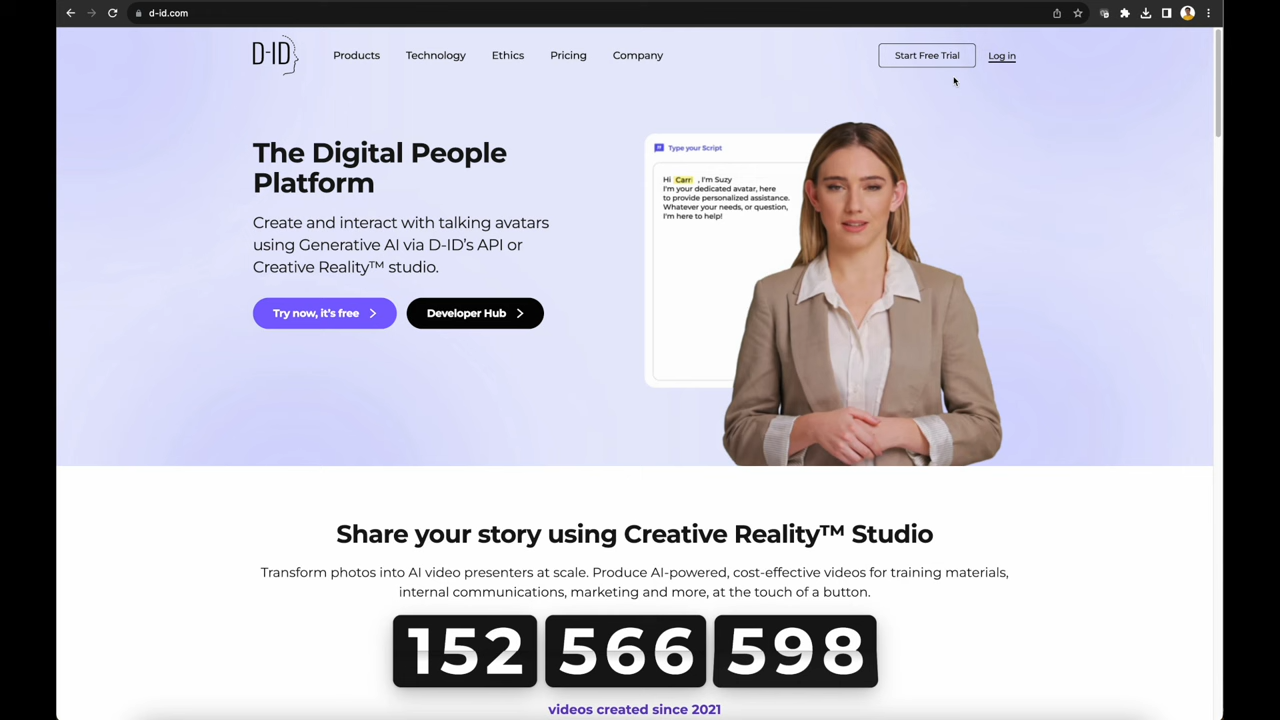 d-id.com
D-ID
Products
Technology
Ethics
Pricing
Company
Start Free Trial
Log in
The Digital People
Platform
Create and interact with talking avatars
using Generative AI via D-ID's API or
Creative Reality™ studio.
Try now, it's free
Developer Hub
Type your Script
Hi Carr , I'm Suzy
I'm your dedicated avatar, here
to provide personalized assistance.
Whatever your needs, or question,
I'm here to help!
Share your story using Creative Reality™ Studio
Transform photos into AI video presenters at scale. Produce AI-powered, cost-effective videos for training materials,
internal communications, marketing and more, at the touch of a button.
152 566 598
videos created since 2021